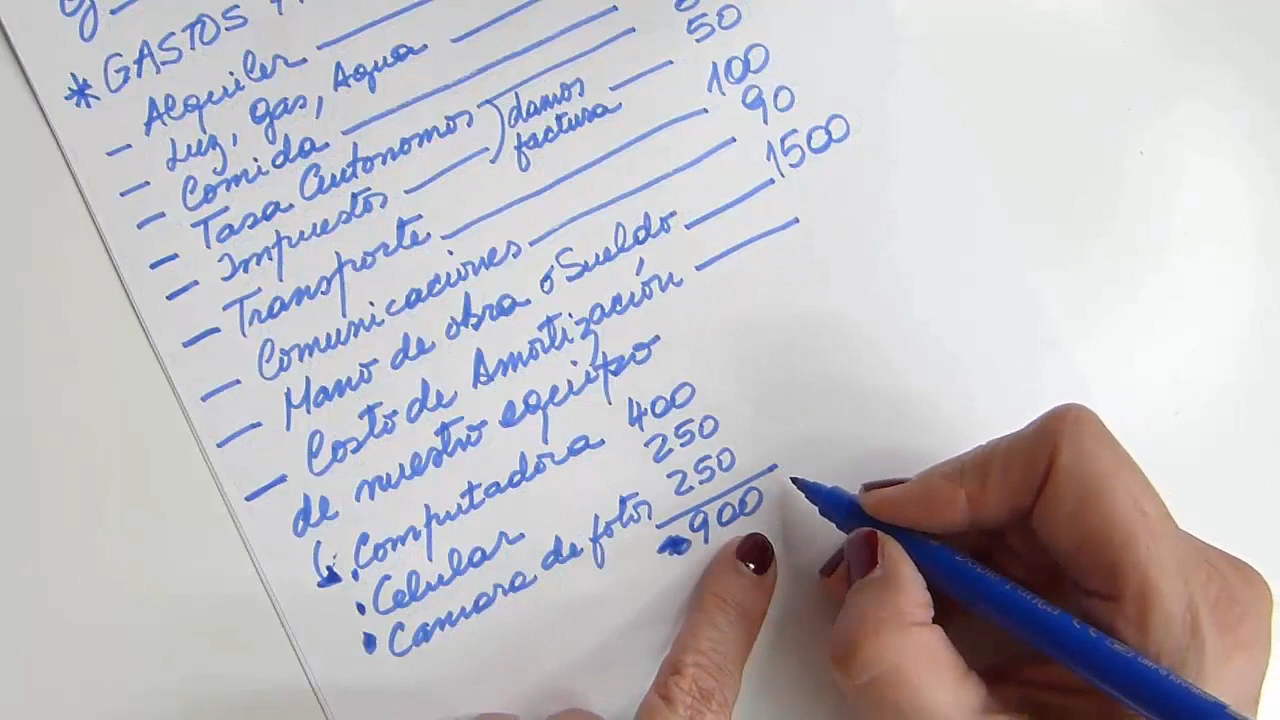 * GASTOS
- Alquiler
- Luz, gas, Agua 50
- Comida 100
- Tasa Autonomos ) damos 90
- Impuestos factura 1500
- Transporte
- Comunicaciones
- Mano de obra o Sueldo
- Costo de Amortización
de nuestro equipo
. Computadora 400
• Celular 250
• Camara de fotos 250
900